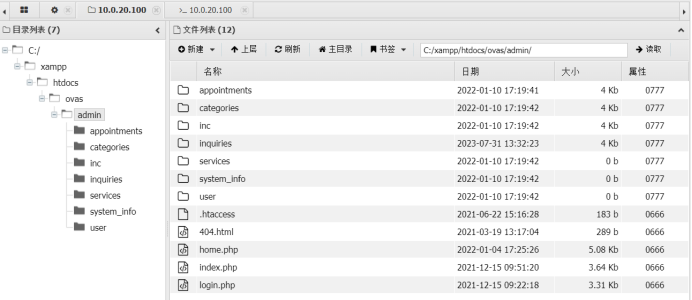 10.0.20.100 10.0.20.100
目录列表 (7)
C:/
xampp
htdocs
ovas
admin
appointments
categories
inc
inquiries
services
system_info
user
文件列表 (12)
新建 上层 刷新 主目录 书签 C:/xampp/htdocs/ovas/admin/ 读取
名称 日期 大小 属性
appointments 2022-01-10 17:19:41 4 Kb 0777
categories 2022-01-10 17:19:42 4 Kb 0777
inc 2022-01-10 17:19:42 4 Kb 0777
inquiries 2023-07-31 13:32:23 4 Kb 0777
services 2022-01-10 17:19:42 0 b 0777
system_info 2022-01-10 17:19:42 0 b 0777
user 2022-01-10 17:19:42 0 b 0777
.htaccess 2021-06-22 15:16:28 183 b 0666
404.html 2021-03-19 13:17:04 289 b 0666
home.php 2022-01-04 17:25:26 5.08 Kb 0666
index.php 2021-12-15 09:51:20 3.64 Kb 0666
login.php 2021-12-15 09:22:18 3.31 Kb 0666